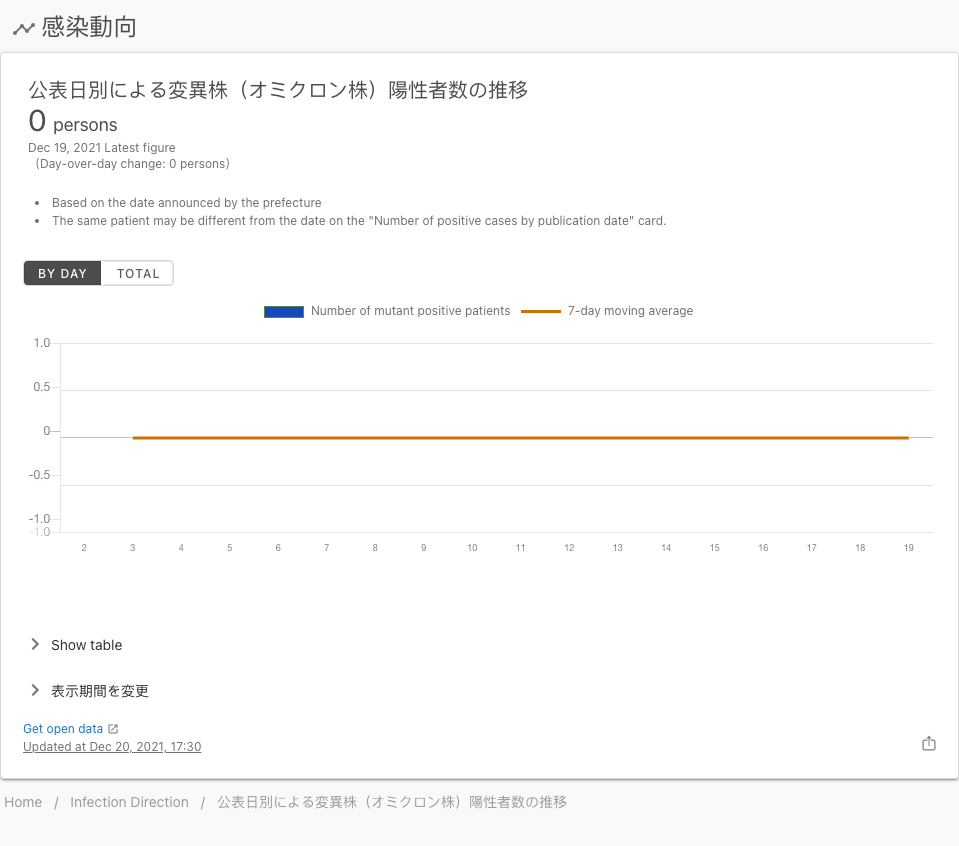 感染動向
公表日別による変異株（オミクロン株）陽性者数の推移
0 persons
Dec 19, 2021 Latest figure
（Day-over-day change: 0 persons）
• Based on the date announced by the prefecture
• The same patient may be different from the date on the "Number of positive cases by publication date" card.
BY DAY TOTAL
Number of mutant positive patients 7-day moving average
1.0
0.5
0
-0.5
-1.0
-1.0
2 3 4 5 6 7 8 9 10 11 12 13 14 15 16 17 18 19
Show table
表示期間を変更
Get open data
Updated at Dec 20, 2021, 17:30
Home / Infection Direction / 公表日別による変異株（オミクロン株）陽性者数の推移